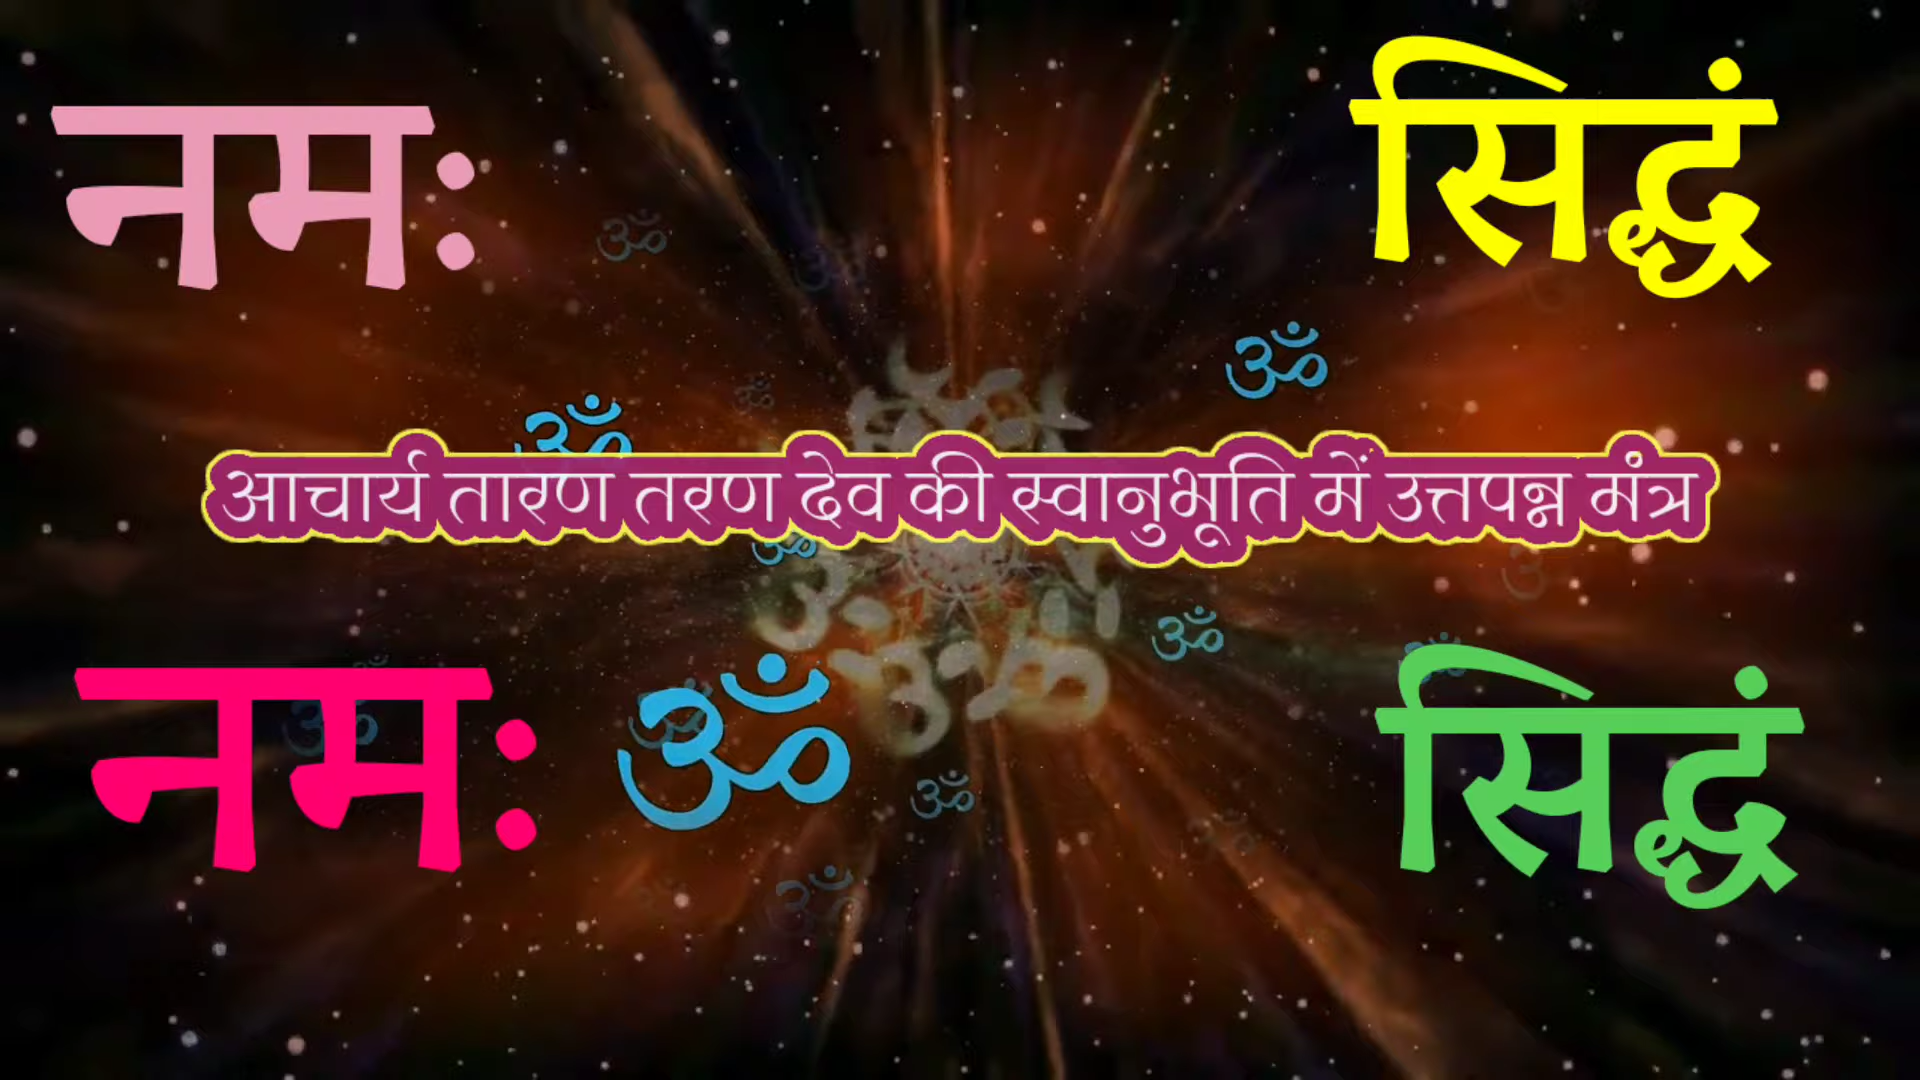 नमः सिद्धं
आचार्य तारण तरण देव की स्वानुभूति में उत्तपन्न मंत्र
नमः ॐ सिद्धं